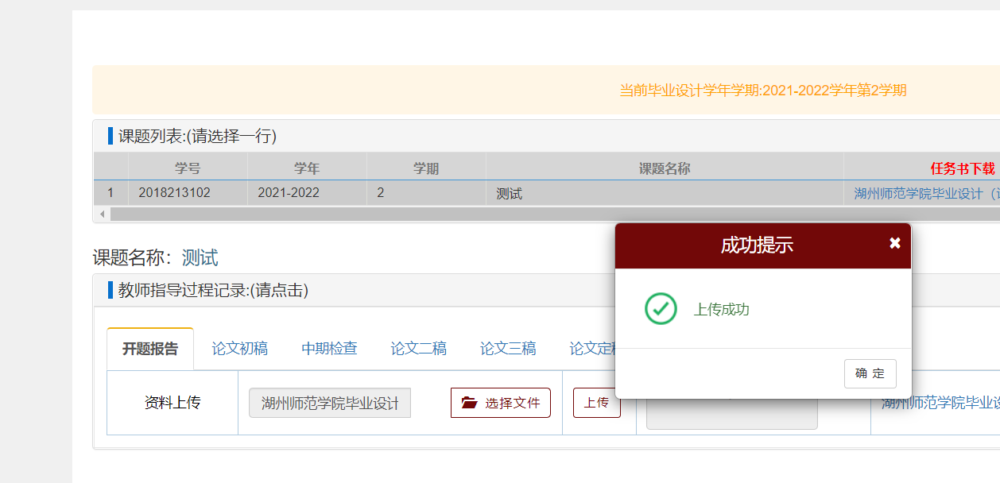 当前毕业设计学年学期:2021-2022学年第2学期
课题列表:(请选择一行)
学号 学年 学期 课题名称 任务书下载
1 2018213102 2021-2022 2 测试 湖州师范学院毕业设计（
课题名称：测试
教师指导过程记录:(请点击)
成功提示
上传成功
确 定
开题报告 论文初稿 中期检查 论文二稿 论文三稿 论文定
资料上传 湖州师范学院毕业设计 选择文件 上传 湖州师范学院毕业设